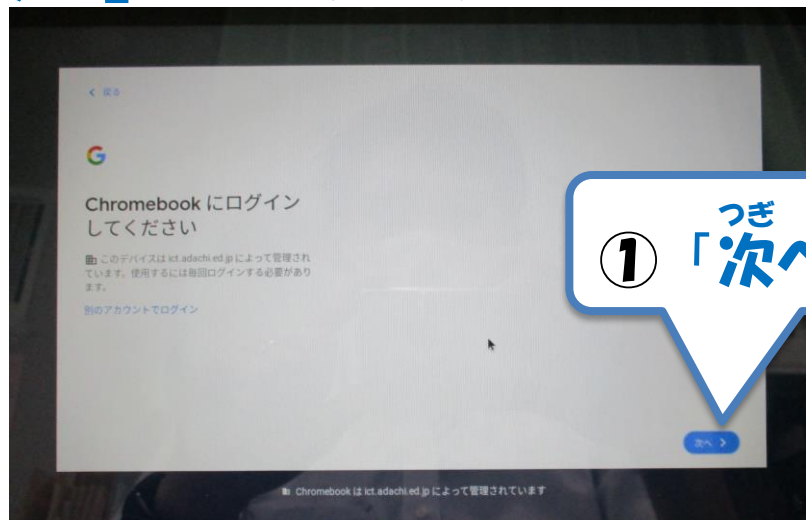 戻る
G
Chromebook にログイン
してください
このデバイスは ict.adachi.ed.jp によって管理され
ています。使用するには毎回ログインする必要があり
ます。
別のアカウントでログイン
つぎ
① 「次へ
次へ
Chromebook は ict.adachi.ed.jp によって管理されています